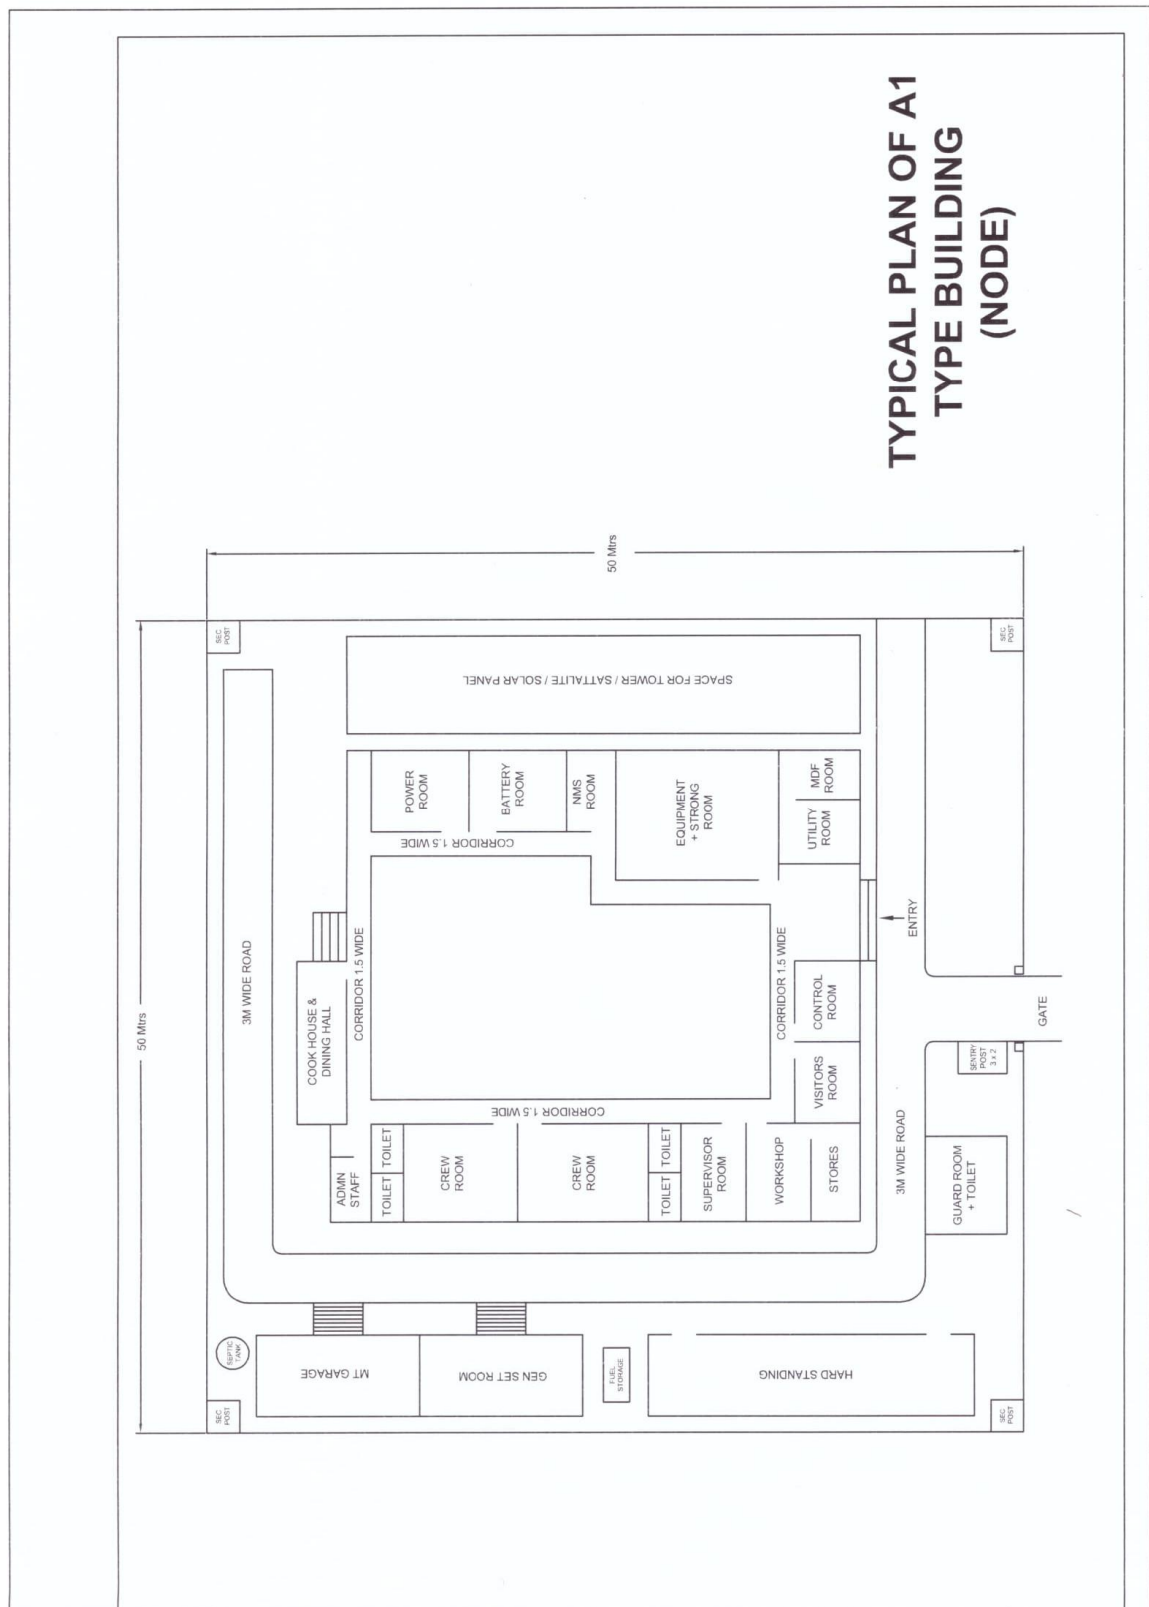 TYPICAL PLAN OF A1
TYPE BUILDING
(NODE)
50 Mtrs
50 Mtrs
SEC
POST
SEC
POST
SEPTIC
TANK
3M WIDE ROAD
MT GARAGE
GEN SET ROOM
FUEL
STORAGE
HARD STANDING
SEC
POST
SEC
POST
COOK HOUSE &
DINING HALL
ADMN
STAFF
CORRIDOR 1.5 WIDE
TOILET
TOILET
CREW
ROOM
CREW
ROOM
TOILET
TOILET
SUPERVISOR
ROOM
WORKSHOP
STORES
CORRIDOR 1.5 WIDE
CORRIDOR 1.5 WIDE
VISITORS
ROOM
CONTROL
ROOM
CORRIDOR 1.5 WIDE
POWER
ROOM
BATTERY
ROOM
NMS
ROOM
EQUIPMENT
+ STRONG
ROOM
UTILITY
ROOM
MDF
ROOM
SPACE FOR TOWER / SATTALITE / SOLAR PANEL
ENTRY
3M WIDE ROAD
GUARD ROOM
+ TOILET
SENTRY
POST
3 x 2
GATE